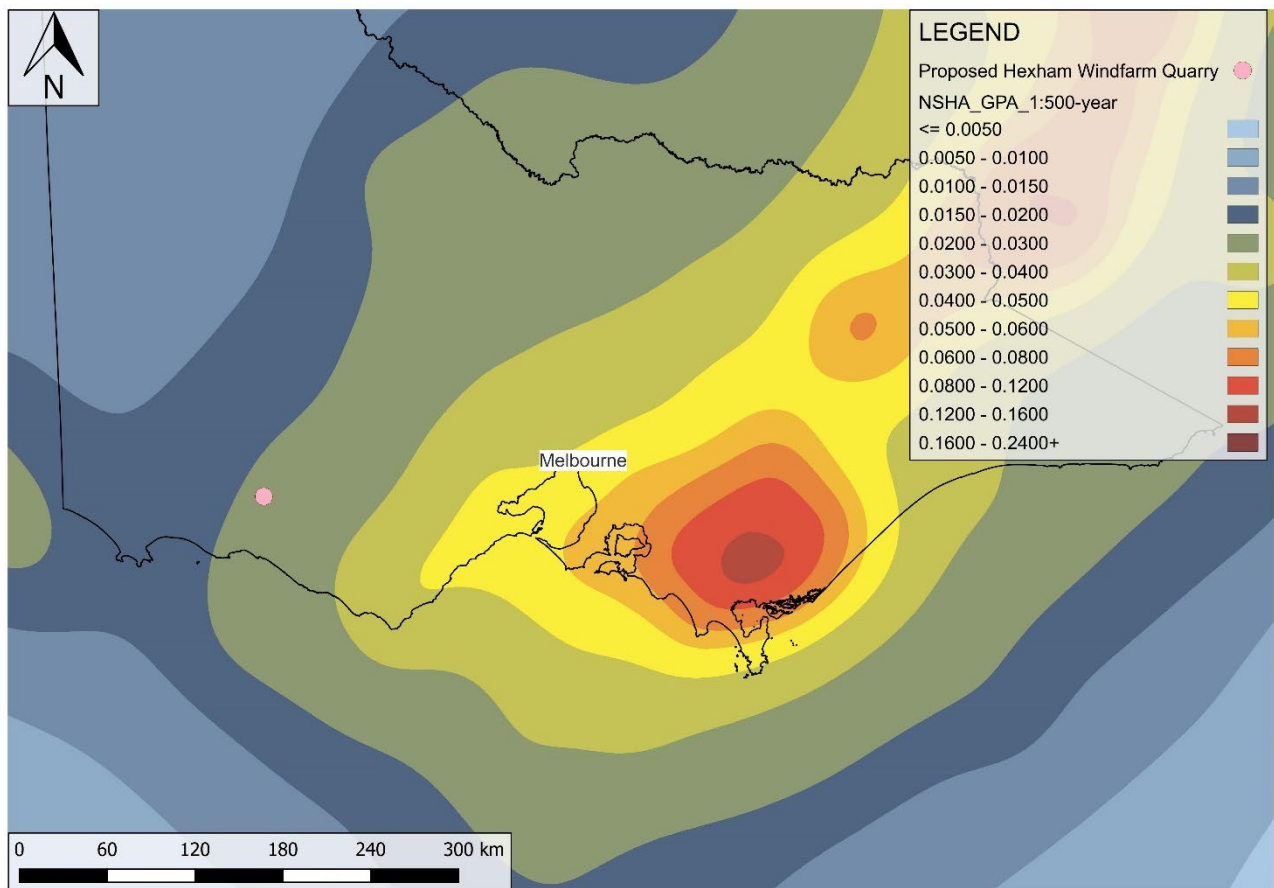 N
LEGEND
Proposed Hexham Windfarm Quarry
NSHA_GPA_1:500-year
<= 0.0050
0.0050 - 0.0100
0.0100 - 0.0150
0.0150 - 0.0200
0.0200 - 0.0300
0.0300 - 0.0400
0.0400 - 0.0500
0.0500 - 0.0600
0.0600 - 0.0800
0.0800 - 0.1200
0.1200 - 0.1600
0.1600 - 0.2400+
Melbourne
0 60 120 180 240 300 km